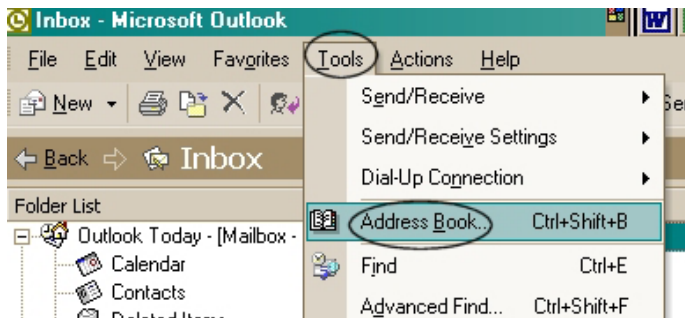 Inbox - Microsoft Outlook
File Edit View Favorites Tools Actions Help
New
Send/Receive
Send/Receive Settings
Back Inbox
Dial-Up Connection
Folder List
Address Book... Ctrl+Shift+B
Outlook Today - [Mailbox -
Calendar
Find Ctrl+E
Contacts
Advanced Find... Ctrl+Shift+F